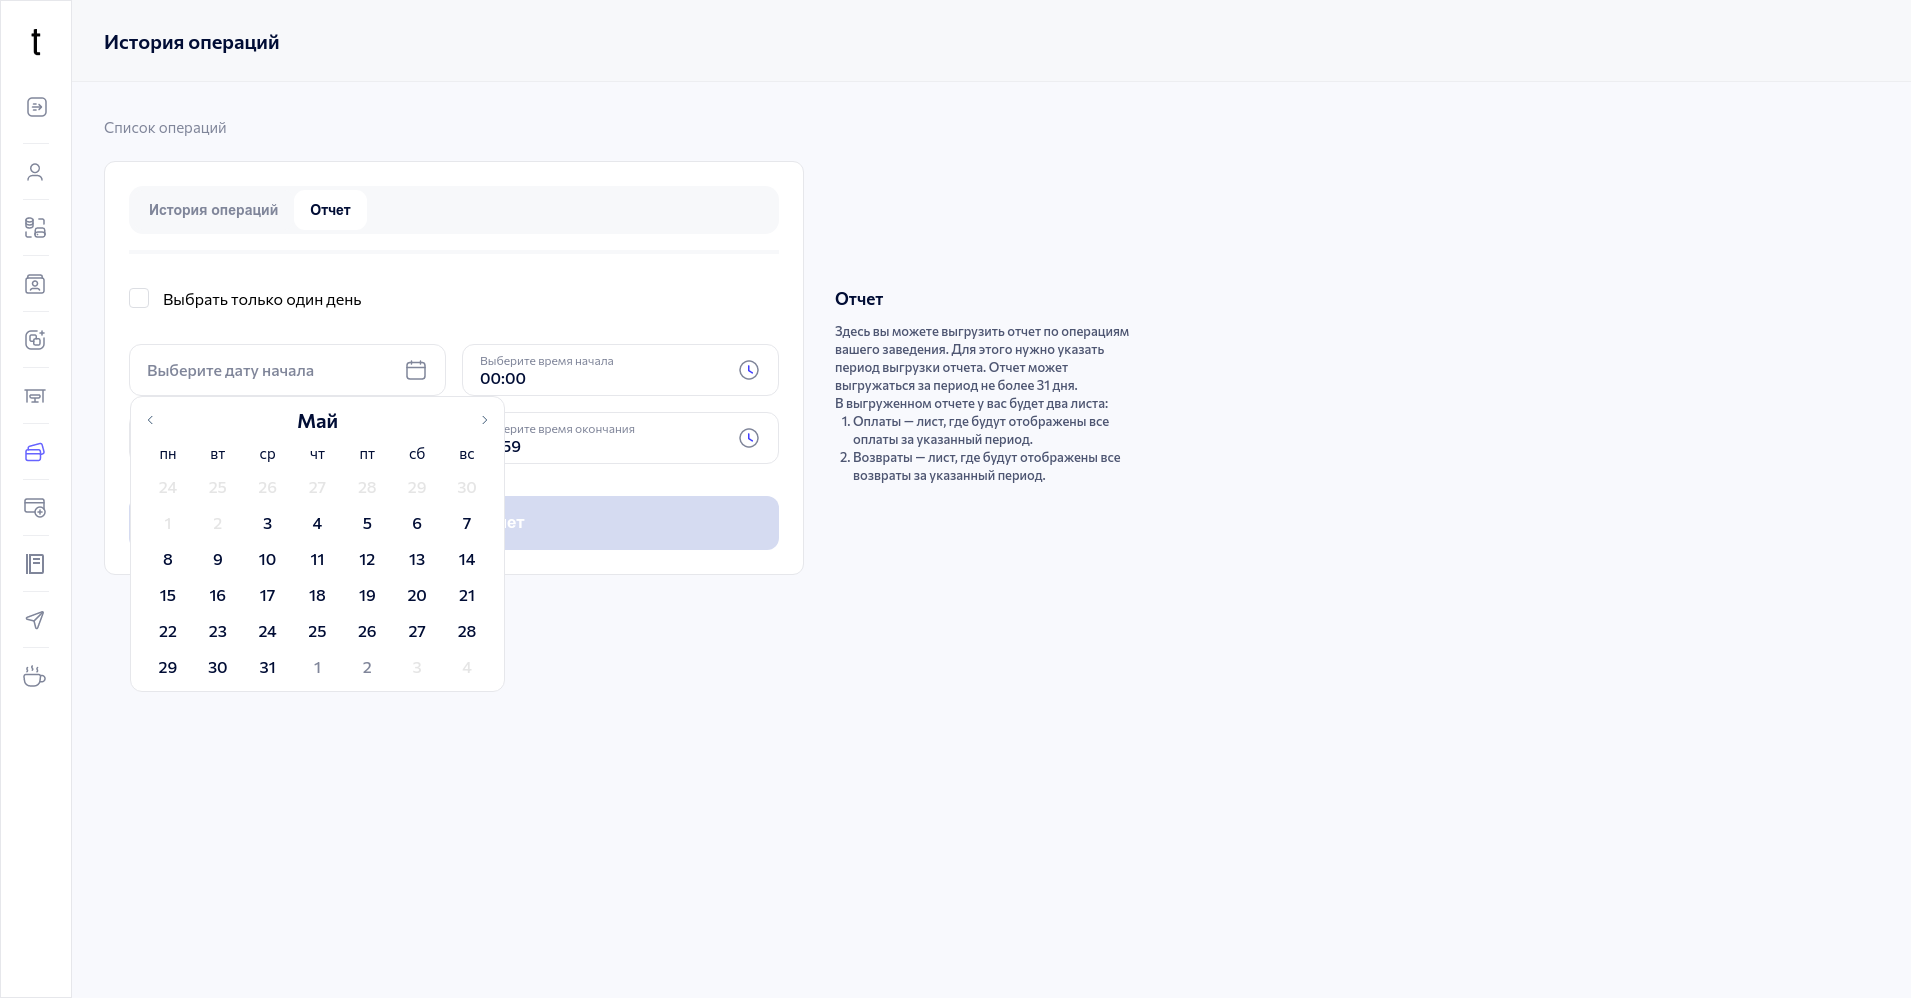 t
История операций
Список операций
История операций Отчет
Выбрать только один день
Выберите дату начала
Выберите время начала
00:00
Май
пн вт ср чт пт сб вс
24 25 26 27 28 29 30
1 2 3 4 5 6 7
8 9 10 11 12 13 14
15 16 17 18 19 20 21
22 23 24 25 26 27 28
29 30 31 1 2 3 4
время окончания
59
Отчет
Здесь вы можете выгрузить отчет по операциям
вашего заведения. Для этого нужно указать
период выгрузки отчета. Отчет может
выгружаться за период не более 31 дня.
В выгруженном отчете у вас будет два листа:
1. Оплаты — лист, где будут отображены все
оплаты за указанный период.
2. Возвраты — лист, где будут отображены все
возвраты за указанный период.